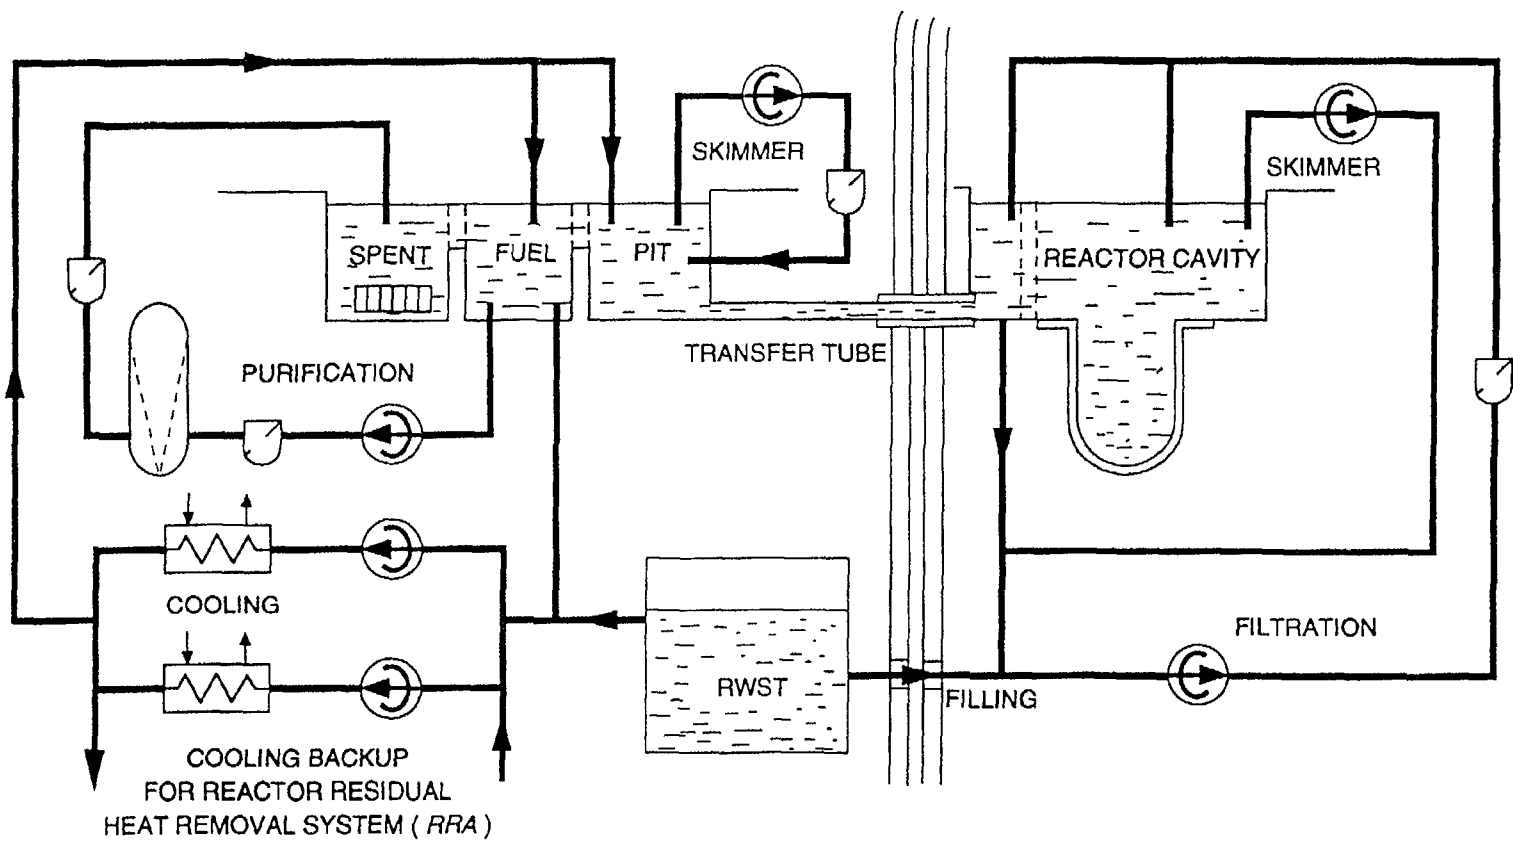 SKIMMER
SKIMMER
SPENT FUEL PIT
REACTOR CAVITY
TRANSFER TUBE
PURIFICATION
COOLING
FILTRATION
RWST
FILLING
COOLING BACKUP
FOR REACTOR RESIDUAL
HEAT REMOVAL SYSTEM ( RRA )